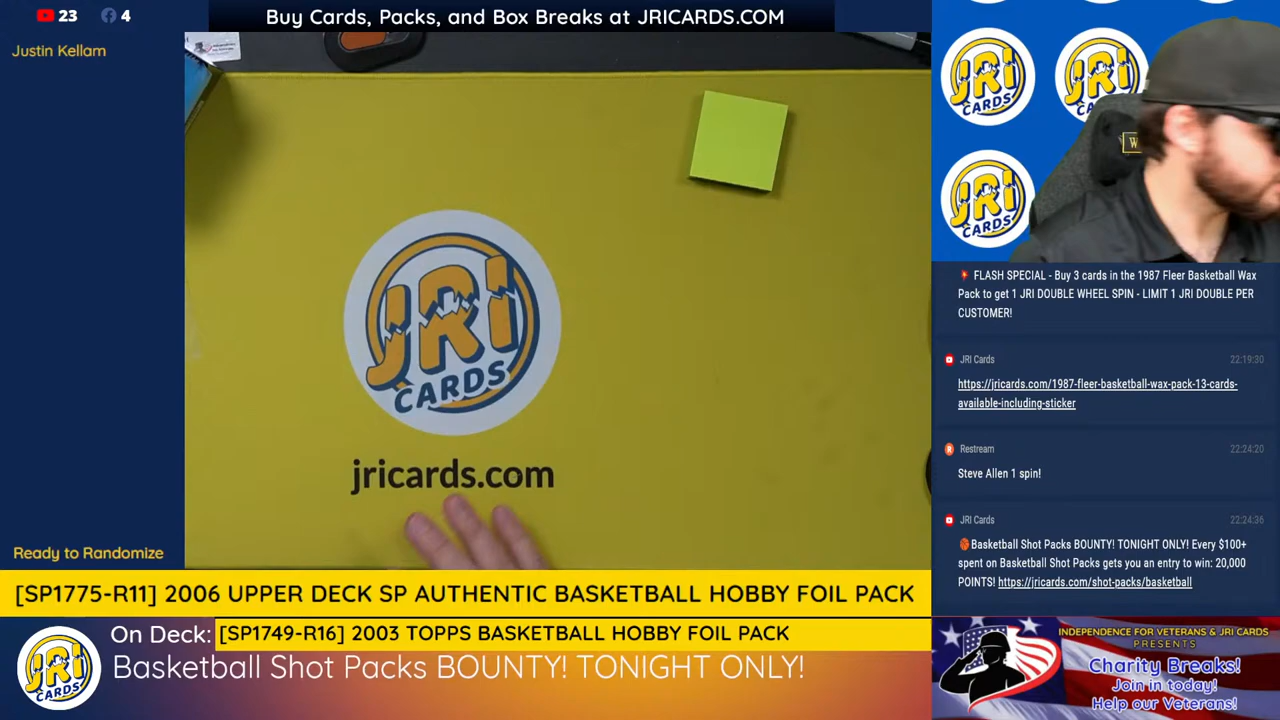 23
4
Buy Cards, Packs, and Box Breaks at JRICARDS.COM
Justin Kellam
JRI
CARDS
JRI
CARDS
JRI
CARDS
W
JRI
CARDS
jricards.com
Ready to Randomize
FLASH SPECIAL - Buy 3 cards in the 1987 Fleer Basketball Wax
Pack to get 1 JRI DOUBLE WHEEL SPIN - LIMIT 1 JRI DOUBLE PER
CUSTOMER!
JRI Cards 22:19:30
https://jricards.com/1987-fleer-basketball-wax-pack-13-cards-
available-including-sticker
Restream 22:24:20
Steve Allen 1 spin!
JRI Cards 22:24:36
Basketball Shot Packs BOUNTY! TONIGHT ONLY! Every $100+
spent on Basketball Shot Packs gets you an entry to win: 20,000
POINTS! https://jricards.com/shot-packs/basketball
[SP1775-R11] 2006 UPPER DECK SP AUTHENTIC BASKETBALL HOBBY FOIL PACK
On Deck: [SP1749-R16] 2003 TOPPS BASKETBALL HOBBY FOIL PACK
JRI
CARDS
Basketball Shot Packs BOUNTY! TONIGHT ONLY!
INDEPENDENCE FOR VETERANS & JRI CARDS
PRESENTS
Charity Breaks!
Join in today!
Help our Veterans!